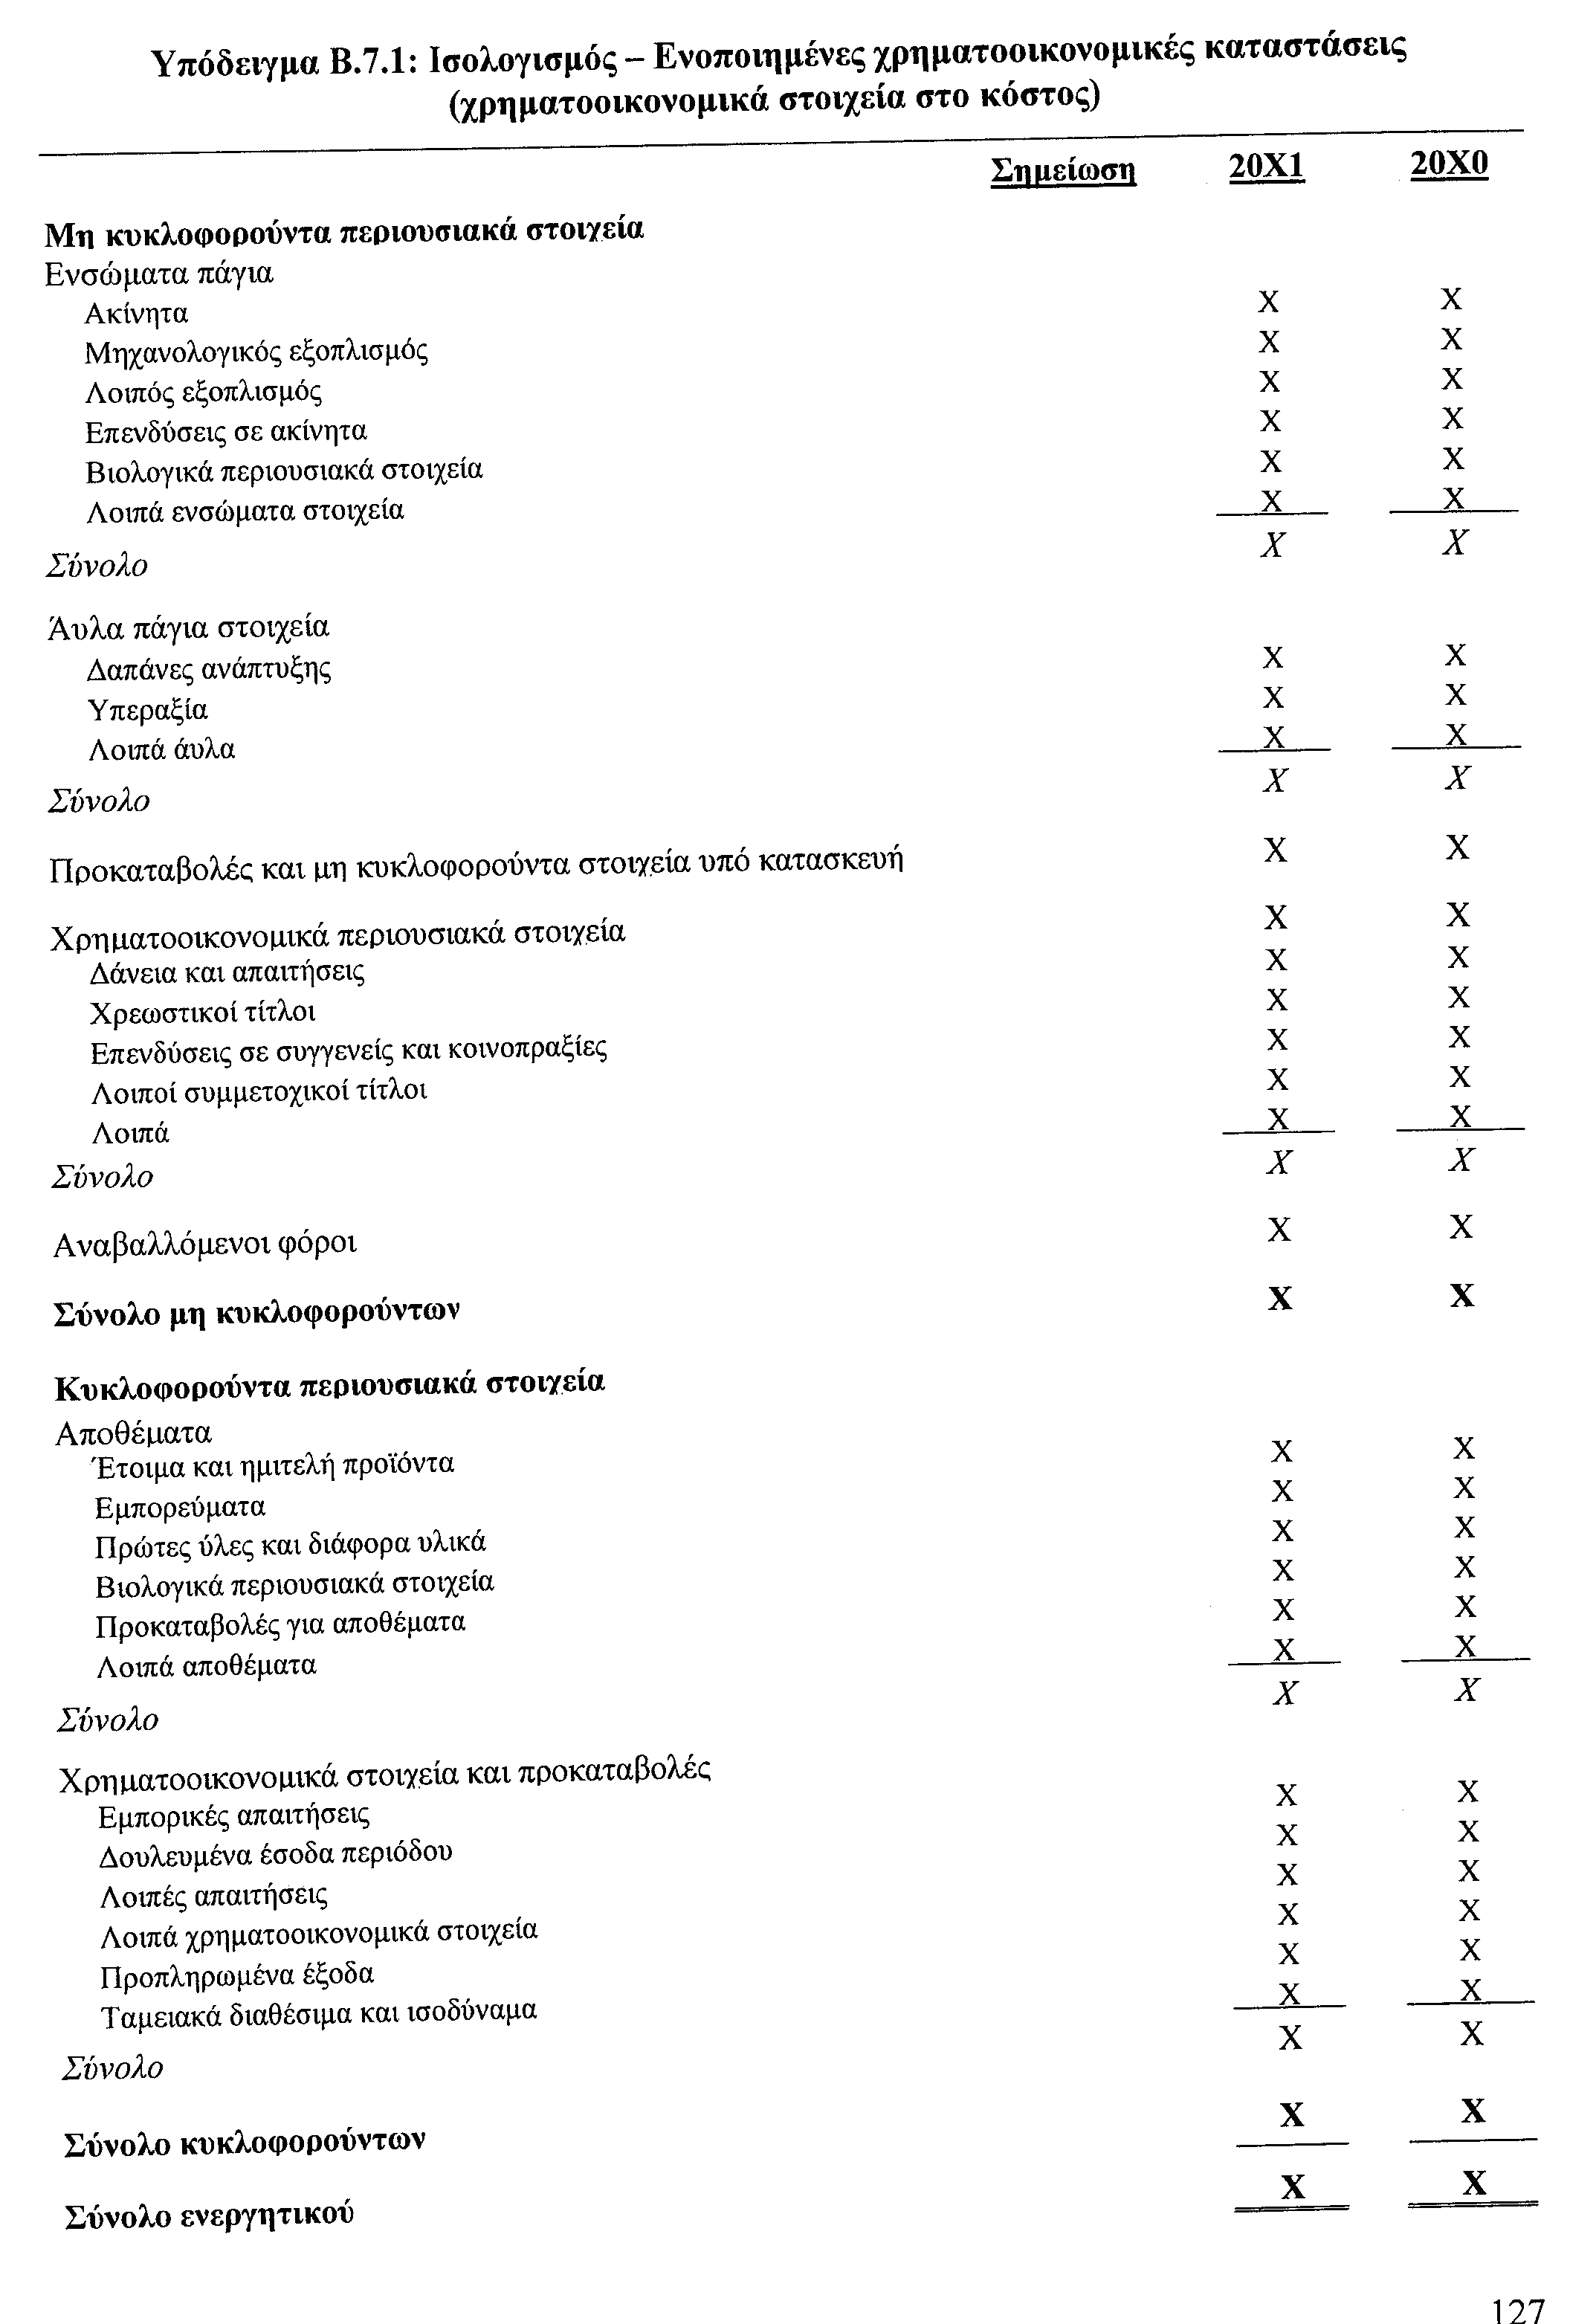 Υπόδειγμα Β.7.1: Ισολογισμός – Ενοποιημένες χρηματοοικονομικές καταστάσεις
(χρηματοοικονομικά στοιχεία στο κόστος)
Σημείωση 20X1 20X0
Μη κυκλοφορούντα περιουσιακά στοιχεία
Ενσώματα πάγια
Ακίνητα X X
Μηχανολογικός εξοπλισμός X X
Λοιπός εξοπλισμός X X
Επενδύσεις σε ακίνητα X X
Βιολογικά περιουσιακά στοιχεία X X
Λοιπά ενσώματα στοιχεία X X
Σύνολο X X
Άυλα πάγια στοιχεία
Δαπάνες ανάπτυξης X X
Υπεραξία X X
Λοιπά άυλα X X
Σύνολο X X
Προκαταβολές και μη κυκλοφορούντα στοιχεία υπό κατασκευή X X
Χρηματοοικονομικά περιουσιακά στοιχεία X X
Δάνεια και απαιτήσεις X X
Χρεωστικοί τίτλοι X X
Επενδύσεις σε συγγενείς και κοινοπραξίες X X
Λοιποί συμμετοχικοί τίτλοι X X
Λοιπά X X
Σύνολο X X
Αναβαλλόμενοι φόροι X X
Σύνολο μη κυκλοφορούντων X X
Κυκλοφορούντα περιουσιακά στοιχεία
Αποθέματα
Έτοιμα και ημιτελή προϊόντα X X
Εμπορεύματα X X
Πρώτες ύλες και διάφορα υλικά X X
Βιολογικά περιουσιακά στοιχεία X X
Προκαταβολές για αποθέματα X X
Λοιπά αποθέματα X X
Σύνολο X X
Χρηματοοικονομικά στοιχεία και προκαταβολές
Εμπορικές απαιτήσεις X X
Δουλευμένα έσοδα περιόδου X X
Λοιπές απαιτήσεις X X
Λοιπά χρηματοοικονομικά στοιχεία X X
Προπληρωμένα έξοδα X X
Ταμειακά διαθέσιμα και ισοδύναμα X X
Σύνολο X X
Σύνολο κυκλοφορούντων X X
Σύνολο ενεργητικού X X
127